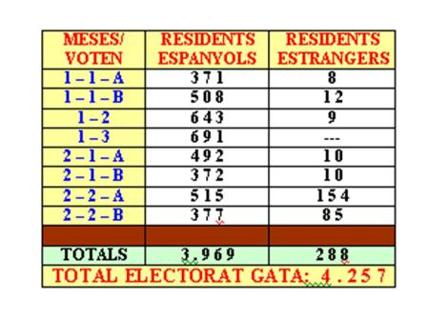 MESES/ VOTEN RESIDENTS ESPANYOLS RESIDENTS ESTRANGERS
1-1-A 371 8
1-1-B 508 12
1-2 643 9
1-3 691 ---
2-1-A 492 10
2-1-B 372 10
2-2-A 515 154
2-2-B 377 85
TOTALS 3.969 288
TOTAL ELECTORAT GATA: 4.257